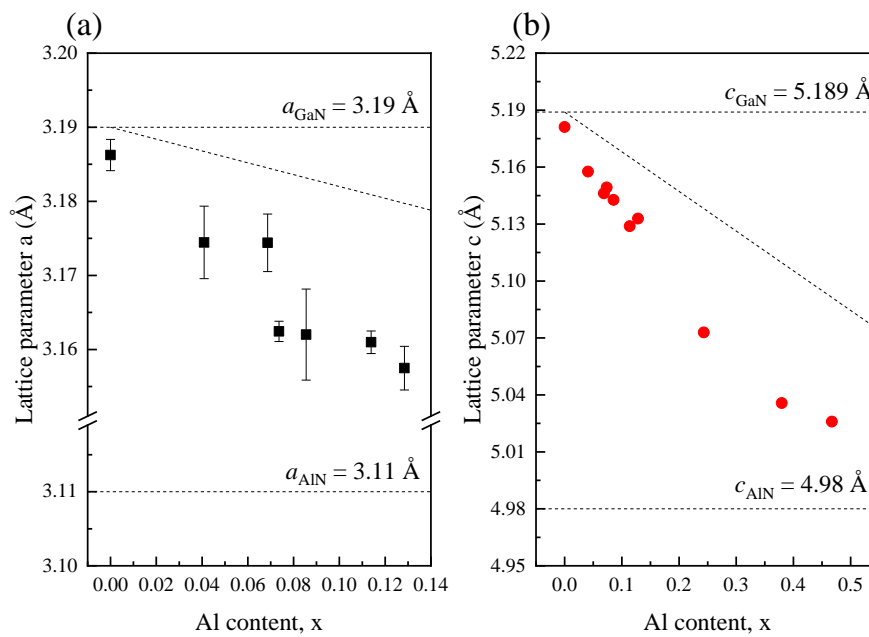 (a)
3.20
3.19
3.18
3.17
3.16
3.11
3.10
Lattice parameter a (Å)
a_GaN = 3.19 Å
a_AlN = 3.11 Å
0.00 0.02 0.04 0.06 0.08 0.10 0.12 0.14
Al content, x
(b)
5.22
5.19
5.16
5.13
5.10
5.07
5.04
5.01
4.98
4.95
Lattice parameter c (Å)
c_GaN = 5.189 Å
c_AlN = 4.98 Å
0.0 0.1 0.2 0.3 0.4 0.5
Al content, x